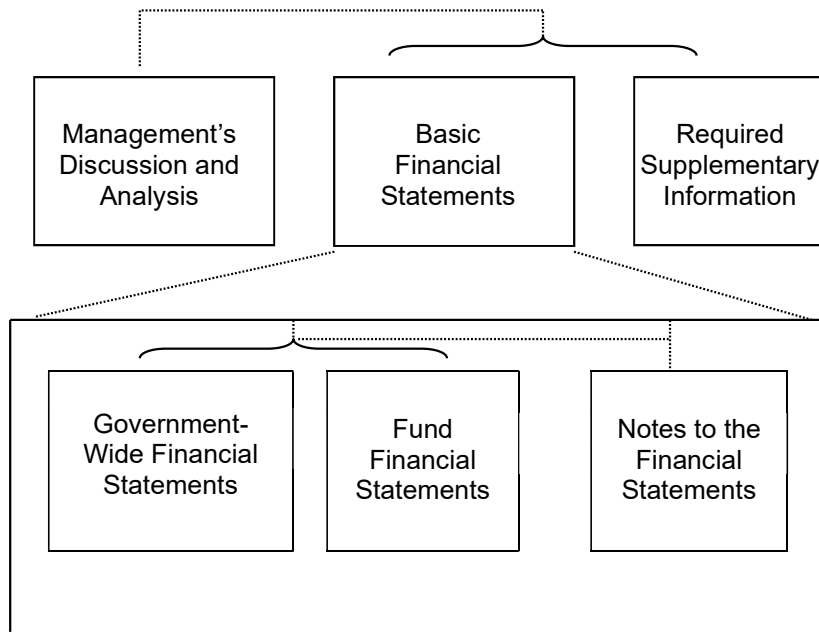 Management’s
Discussion and
Analysis
Basic
Financial
Statements
Required
Supplementary
Information
Government-
Wide Financial
Statements
Fund
Financial
Statements
Notes to the
Financial
Statements